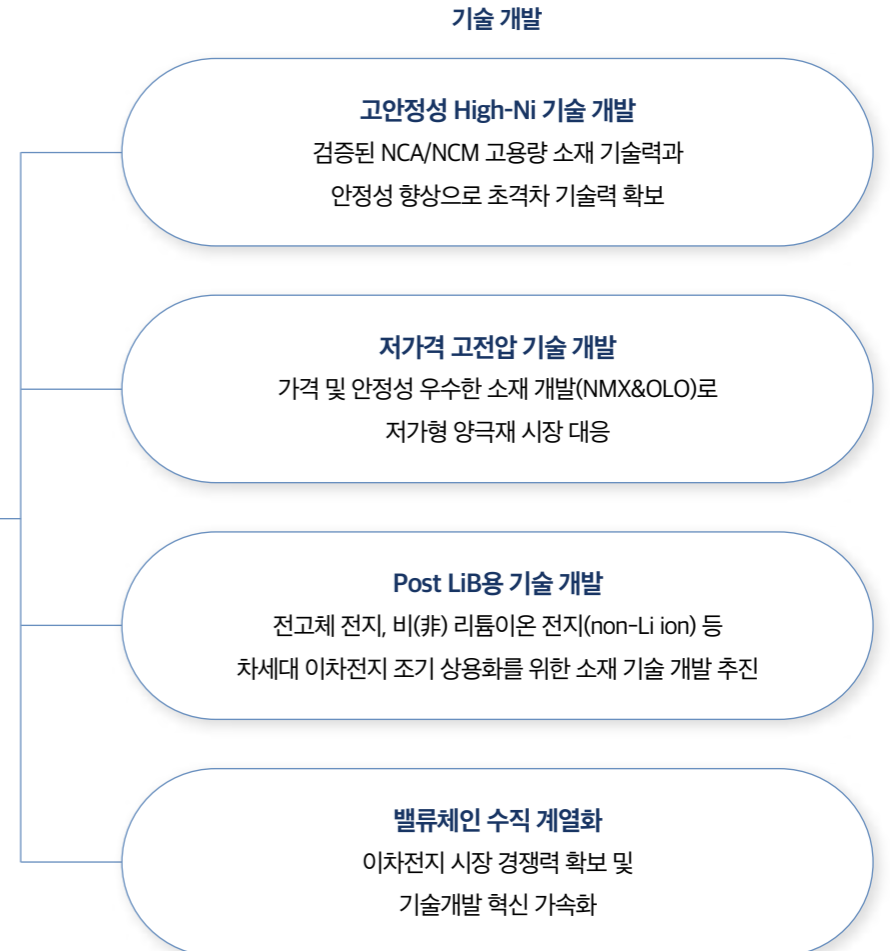 기술 개발
고안정성 High-Ni 기술 개발
검증된 NCA/NCM 고용량 소재 기술력과
안정성 향상으로 초격차 기술력 확보
저가격 고전압 기술 개발
가격 및 안정성 우수한 소재 개발(NMX&OLO)로
저가형 양극재 시장 대응
Post LiB용 기술 개발
전고체 전지, 비(非) 리튬이온 전지(non-Li ion) 등
차세대 이차전지 조기 상용화를 위한 소재 기술 개발 추진
밸류체인 수직 계열화
이차전지 시장 경쟁력 확보 및
기술개발 혁신 가속화